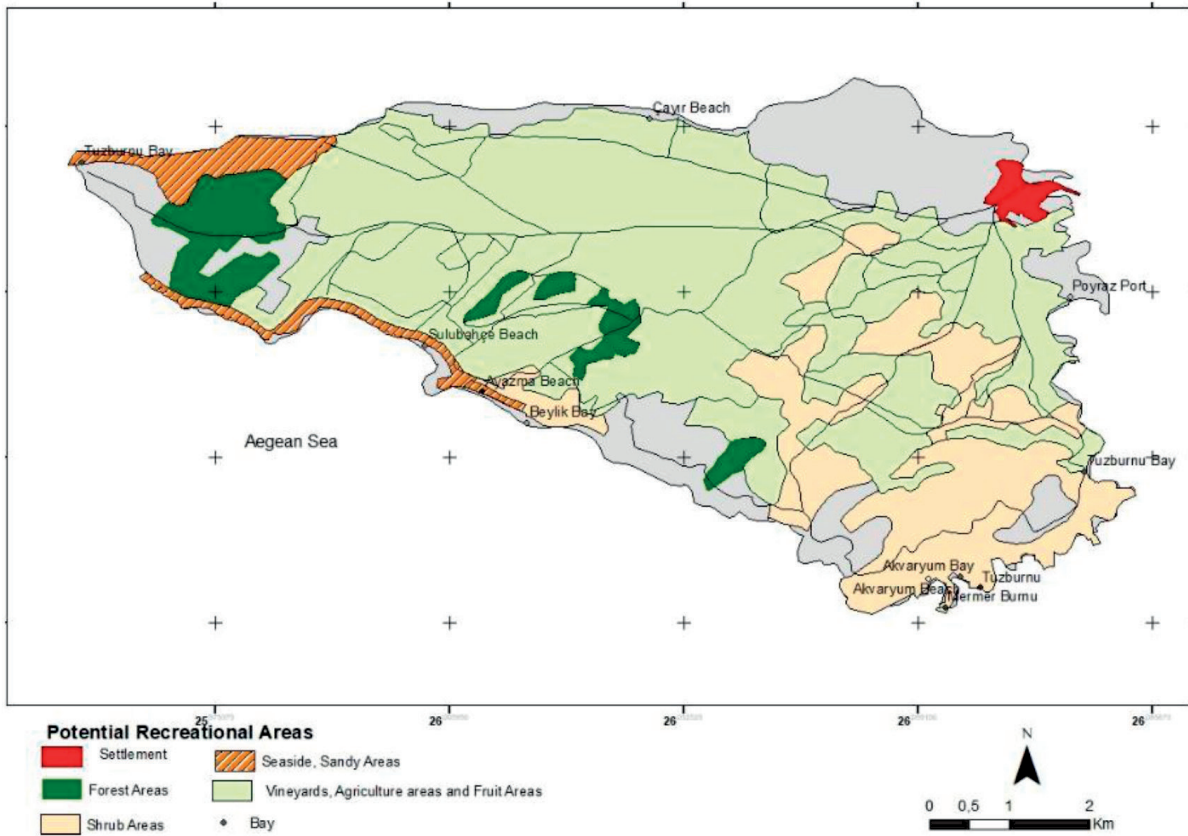 Çayır Beach
Tuzburnu Bay
Poyraz Port
Sulubahçe Beach
Ayazma Beach
Beylik Bay
Aegean Sea
Tuzburnu Bay
Akvaryum Bay
Tuzburnu
Akvaryum Beach
Mermer Burnu
25
26
26
26
26
Potential Recreational Areas
Settlement
Seaside, Sandy Areas
Forest Areas
Vineyards, Agriculture areas and Fruit Areas
Shrub Areas
Bay
N
0 0,5 1 2
Km